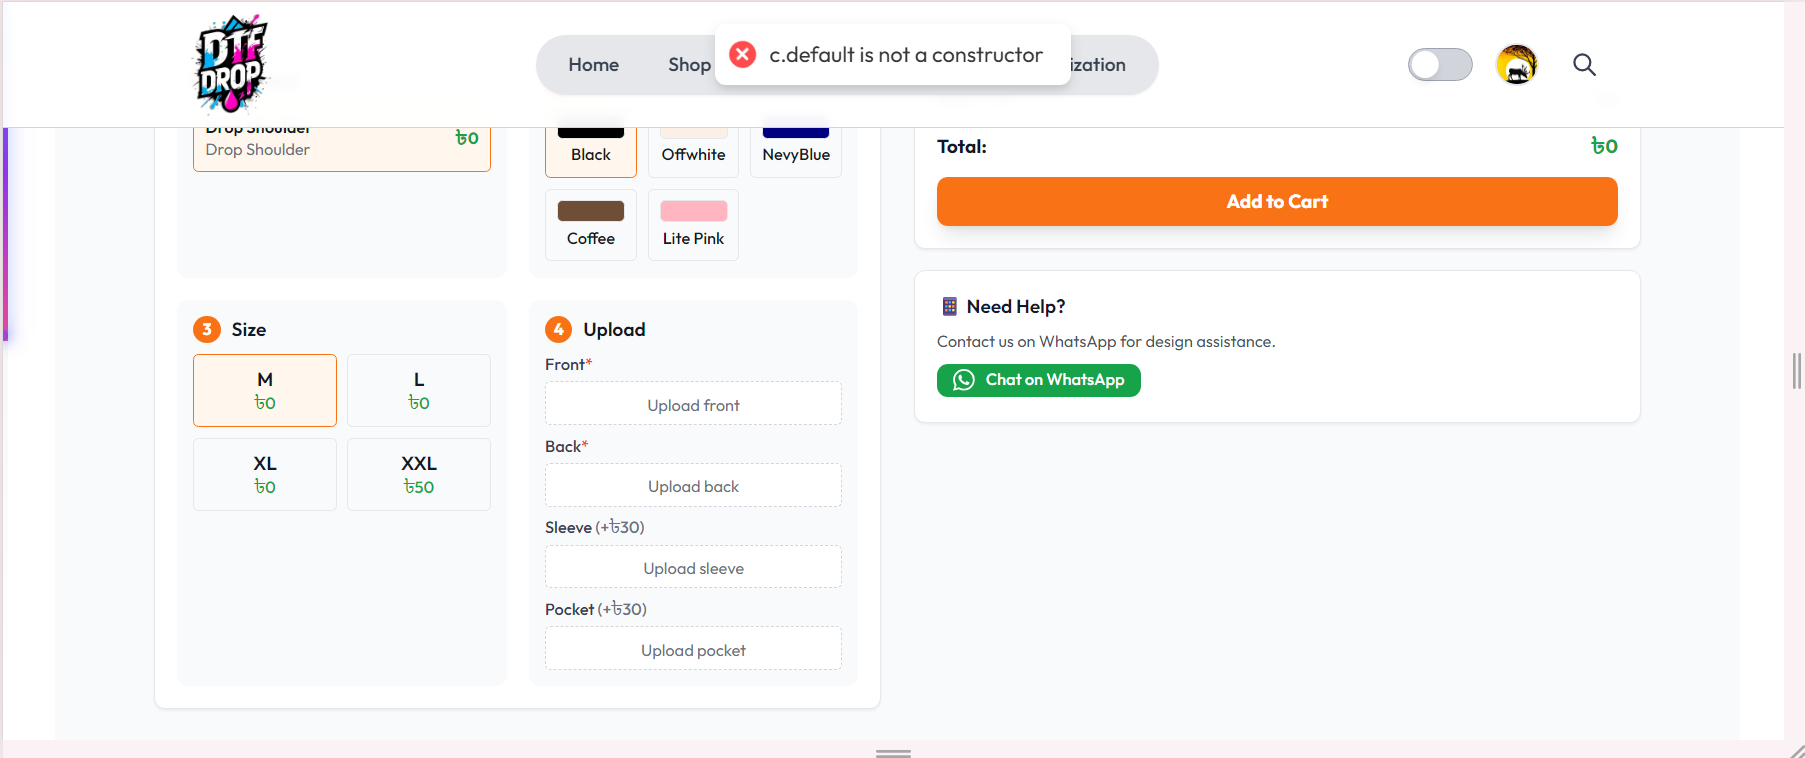 DTF
DROP
Home
Shop
ization
c.default is not a constructor
Drop Shoulder
Drop Shoulder
৳0
Black
Offwhite
NevyBlue
Coffee
Lite Pink
Total:
৳0
Add to Cart
Need Help?
Contact us on WhatsApp for design assistance.
Chat on WhatsApp
3 Size
M
৳0
L
৳0
XL
৳0
XXL
৳50
4 Upload
Front*
Upload front
Back*
Upload back
Sleeve (+৳30)
Upload sleeve
Pocket (+৳30)
Upload pocket